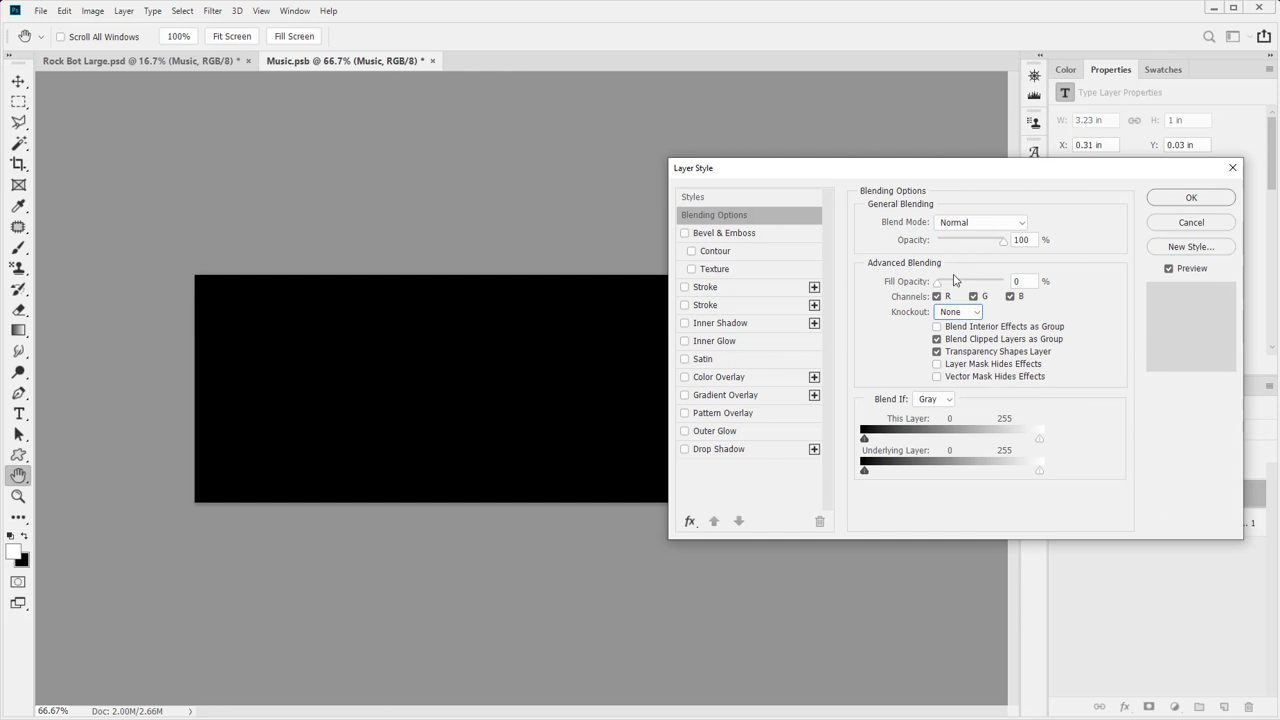 Ps File Edit Image Layer Type Select Filter 3D View Window Help
Scroll All Windows 100% Fit Screen Fill Screen
Rock Bot Large.psd @ 16.7% (Music, RGB/8) * × Music.psb @ 66.7% (Music, RGB/8) * ×
Color Properties Swatches
T Type Layer Properties
W: 3.23 in H: 1 in
X: 0.31 in Y: 0.03 in
Layer Style
Styles
Blending Options
Bevel & Emboss
Contour
Texture
Stroke
Stroke
Inner Shadow
Inner Glow
Satin
Color Overlay
Gradient Overlay
Pattern Overlay
Outer Glow
Drop Shadow
fx
Blending Options
General Blending
Blend Mode: Normal
Opacity: 100 %
Advanced Blending
Fill Opacity: 0 %
Channels: R G B
Knockout: None
Blend Interior Effects as Group
Blend Clipped Layers as Group
Transparency Shapes Layer
Layer Mask Hides Effects
Vector Mask Hides Effects
Blend If: Gray
This Layer: 0 255
Underlying Layer: 0 255
OK
Cancel
New Style...
Preview
... 1
66.67% Doc: 2.00M/2.66M
fx